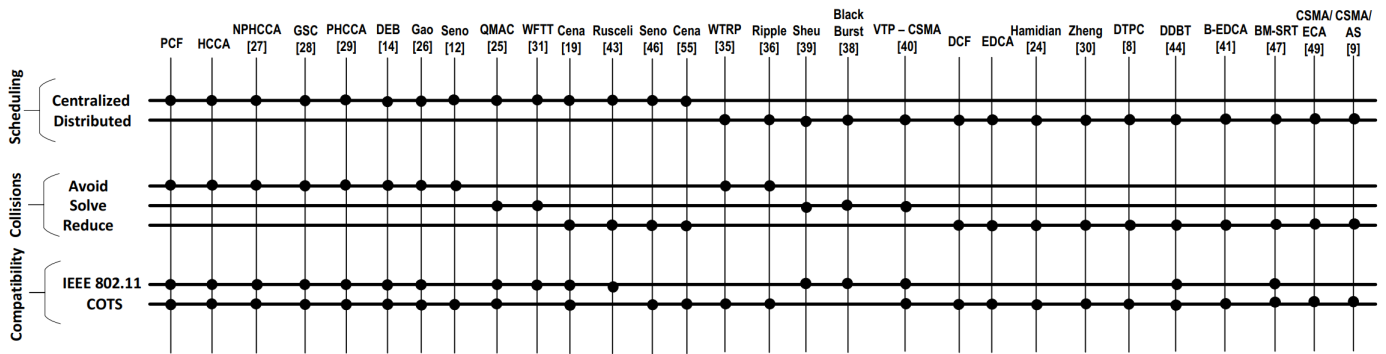 PCF
HCCA
NPHCCA
[27]
GSC
[28]
PHCCA
[29]
DEB
[14]
Gao
[26]
Seno
[12]
QMAC
[25]
WFTT
[31]
Cena
[19]
Rusceli
[43]
Seno
[46]
Cena
[55]
WTRP
[35]
Ripple
[36]
Sheu
[39]
Black
Burst
[38]
VTP – CSMA
[40]
DCF
EDCA
Hamidian
[24]
Zheng
[30]
DTPC
[8]
DDBT
[44]
B-EDCA
[41]
BM-SRT
[47]
CSMA/
ECA
[49]
CSMA/
AS
[9]
Scheduling
Centralized
Distributed
Collisions
Avoid
Solve
Reduce
Compatibility
IEEE 802.11
COTS